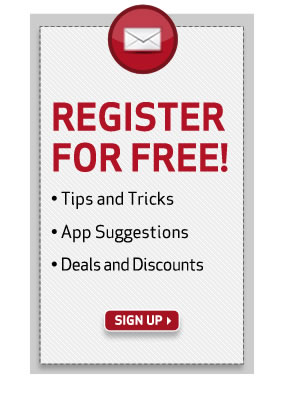 REGISTER
FOR FREE!
• Tips and Tricks
• App Suggestions
• Deals and Discounts
SIGN UP